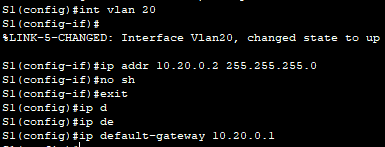 S1(config)#int vlan 20
S1(config-if)#
%LINK-5-CHANGED: Interface Vlan20, changed state to up
S1(config-if)#ip addr 10.20.0.2 255.255.255.0
S1(config-if)#no sh
S1(config-if)#exit
S1(config)#ip d
S1(config)#ip de
S1(config)#ip default-gateway 10.20.0.1